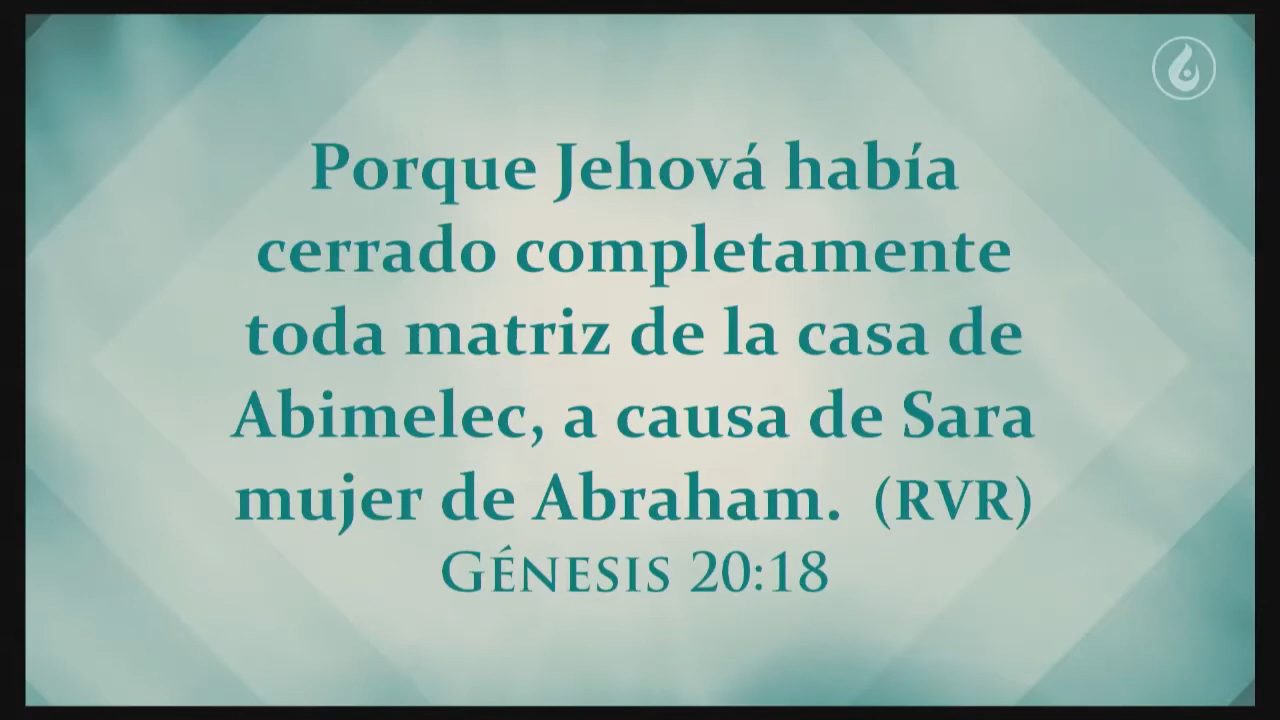 Porque Jehová había
cerrado completamente
toda matriz de la casa de
Abimelec, a causa de Sara
mujer de Abraham.  (RVR)
GÉNESIS 20:18